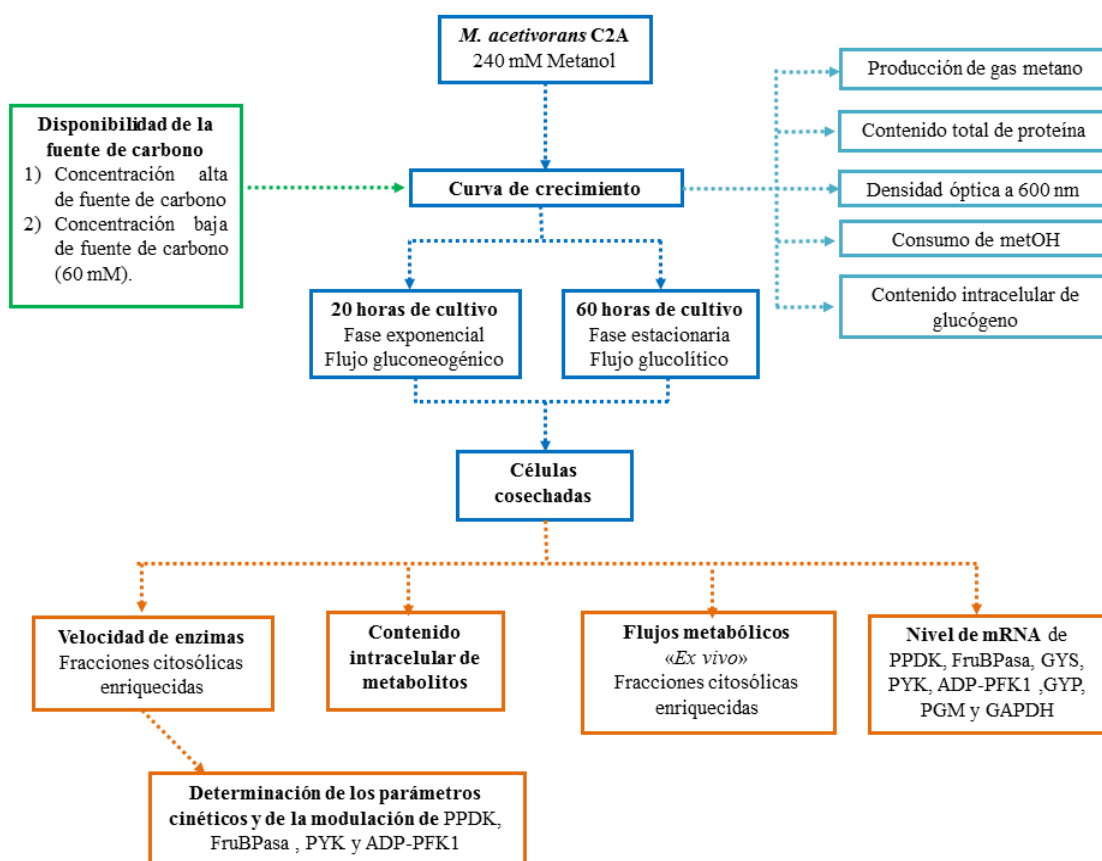 M. acetivorans C2A
240 mM Metanol
Producción de gas metano
Disponibilidad de la
fuente de carbono
1) Concentración alta
de fuente de carbono
2) Concentración baja
de fuente de carbono
(60 mM).
Contenido total de proteína
Curva de crecimiento
Densidad óptica a 600 nm
Consumo de metOH
Contenido intracelular de
glucógeno
20 horas de cultivo
Fase exponencial
Flujo gluconeogénico
60 horas de cultivo
Fase estacionaria
Flujo glucolítico
Células
cosechadas
Velocidad de enzimas
Fracciones citosólicas
enriquecidas
Contenido
intracelular de
metabolitos
Flujos metabólicos
«Ex vivo»
Fracciones citosólicas
enriquecidas
Nivel de mRNA de
PPDK, FruBPasa, GYS,
PYK, ADP-PFK1 ,GYP,
PGM y GAPDH
Determinación de los parámetros
cinéticos y de la modulación de PPDK,
FruBPasa , PYK y ADP-PFK1